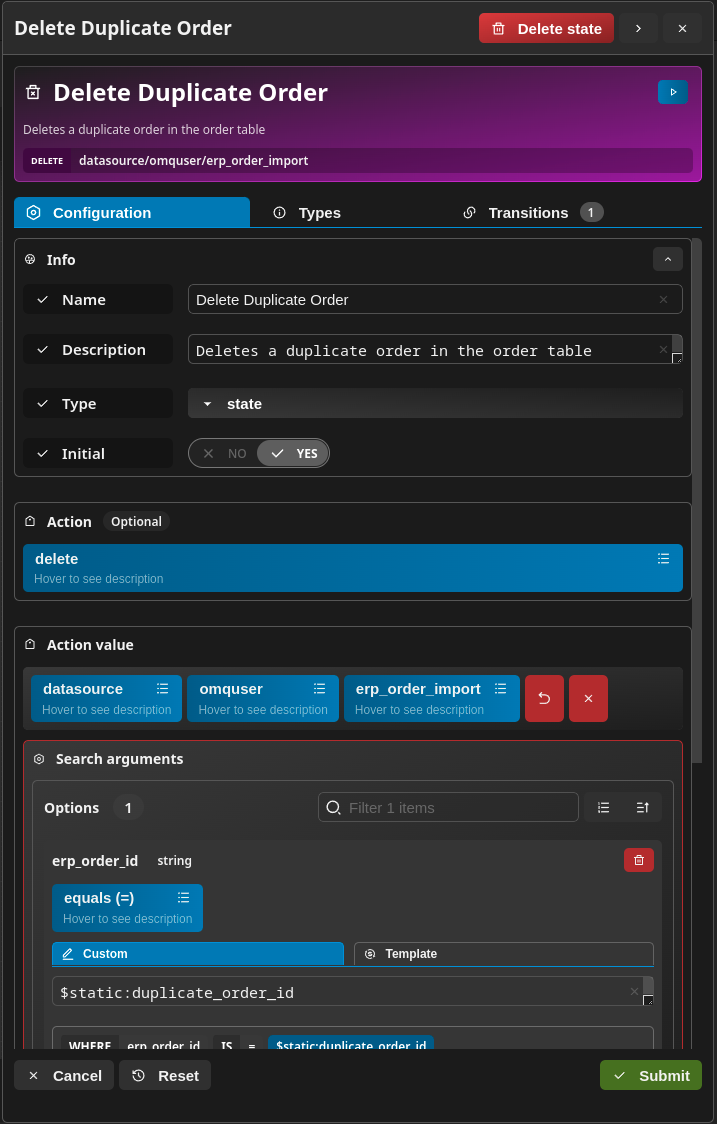 Delete Duplicate Order
Delete state
Delete Duplicate Order
Deletes a duplicate order in the order table
DELETE datasource/omquser/erp_order_import
Configuration Types Transitions 1
Info
Name Delete Duplicate Order
Description Deletes a duplicate order in the order table
Type state
Initial NO YES
Action Optional
delete
Hover to see description
Action value
datasource omquser erp_order_import
Hover to see description Hover to see description Hover to see description
Search arguments
Options 1 Filter 1 items
erp_order_id string
equals (=)
Hover to see description
Custom Template
$static:duplicate_order_id
WHERE erp_order_id IS = $static:duplicate_order_id
Cancel Reset Submit